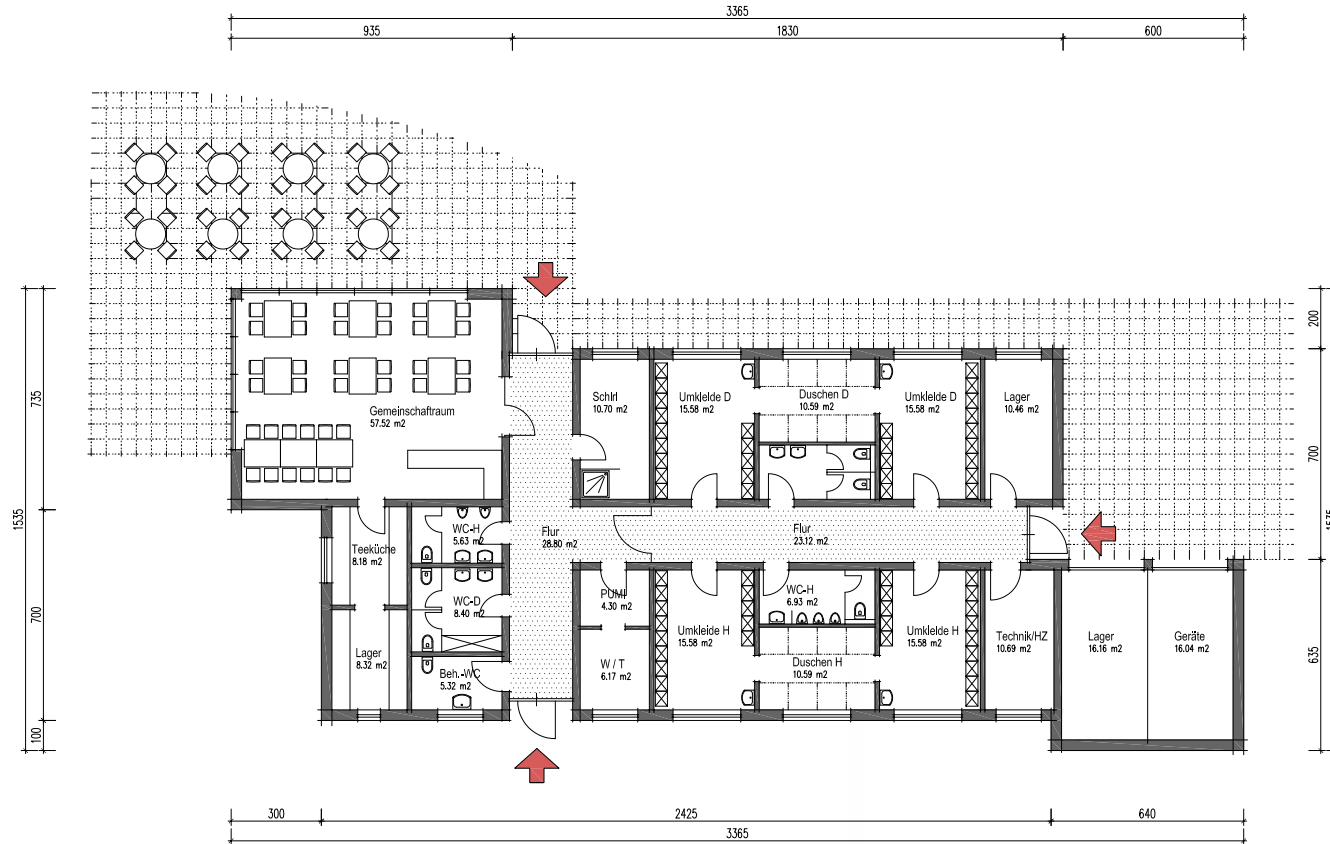 3365
935
1830
600
Gemeinschaftraum
57.52 m2
SchIrI
10.70 m2
Umkleide D
15.58 m2
Duschen D
10.59 m2
Umkleide D
15.58 m2
Lager
10.46 m2
Teeküche
8.18 m2
WC-H
5.63 m2
WC-D
8.40 m2
Lager
8.32 m2
Beh.-WC
5.32 m2
Flur
28.80 m2
Flur
23.12 m2
PUMI
4.30 m2
W / T
6.17 m2
Umkleide H
15.58 m2
WC-H
6.93 m2
Duschen H
10.59 m2
Umkleide H
15.58 m2
Technik/HZ
10.69 m2
Lager
16.16 m2
Geräte
16.04 m2
1535
735
700
100
200
700
635
300
2425
640
3365